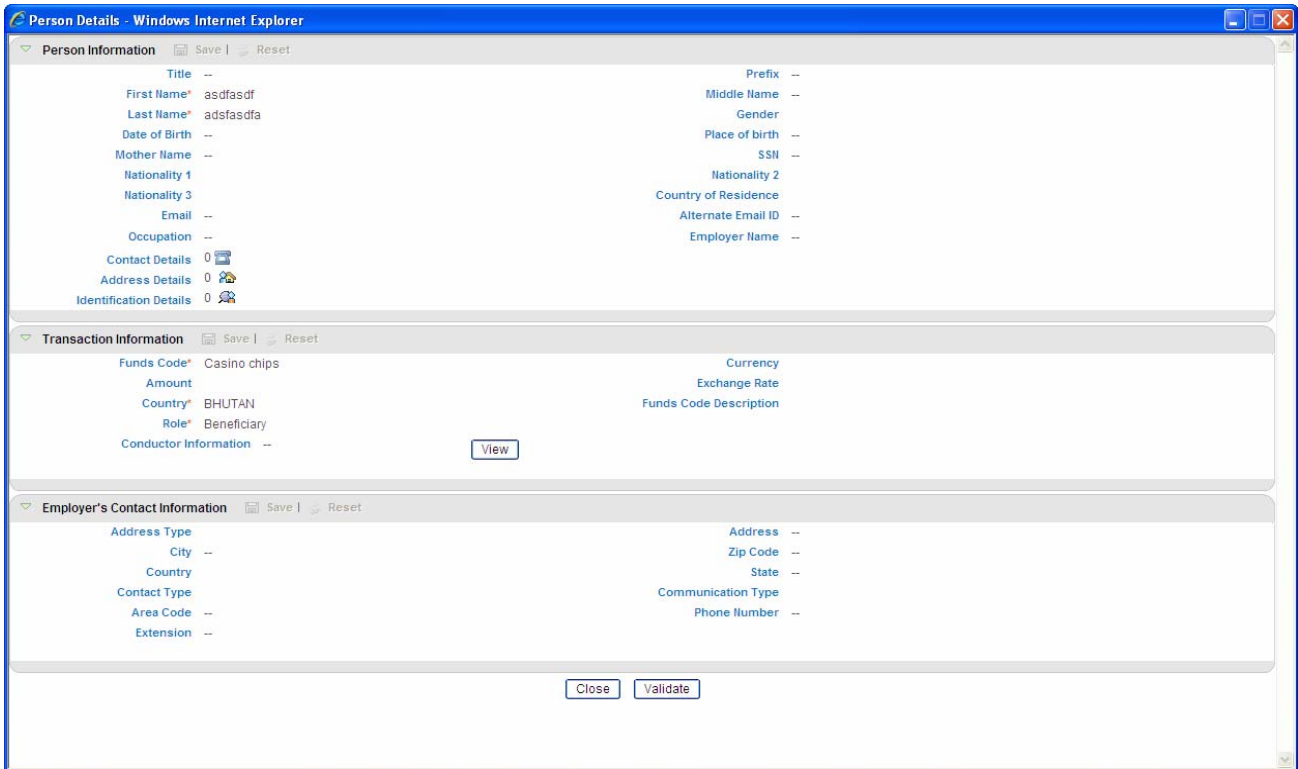 Person Details - Windows Internet Explorer
Person Information Save | Reset
Title -- Prefix --
First Name* asdfasdf Middle Name --
Last Name* adsfasdfa Gender
Date of Birth -- Place of birth --
Mother Name -- SSN --
Nationality 1 Nationality 2
Nationality 3 Country of Residence
Email -- Alternate Email ID --
Occupation -- Employer Name --
Contact Details 0
Address Details 0
Identification Details 0
Transaction Information Save | Reset
Funds Code* Casino chips Currency
Amount Exchange Rate
Country* BHUTAN Funds Code Description
Role* Beneficiary
Conductor Information -- View
Employer's Contact Information Save | Reset
Address Type Address --
City -- Zip Code --
Country State --
Contact Type Communication Type
Area Code -- Phone Number --
Extension --
Close Validate